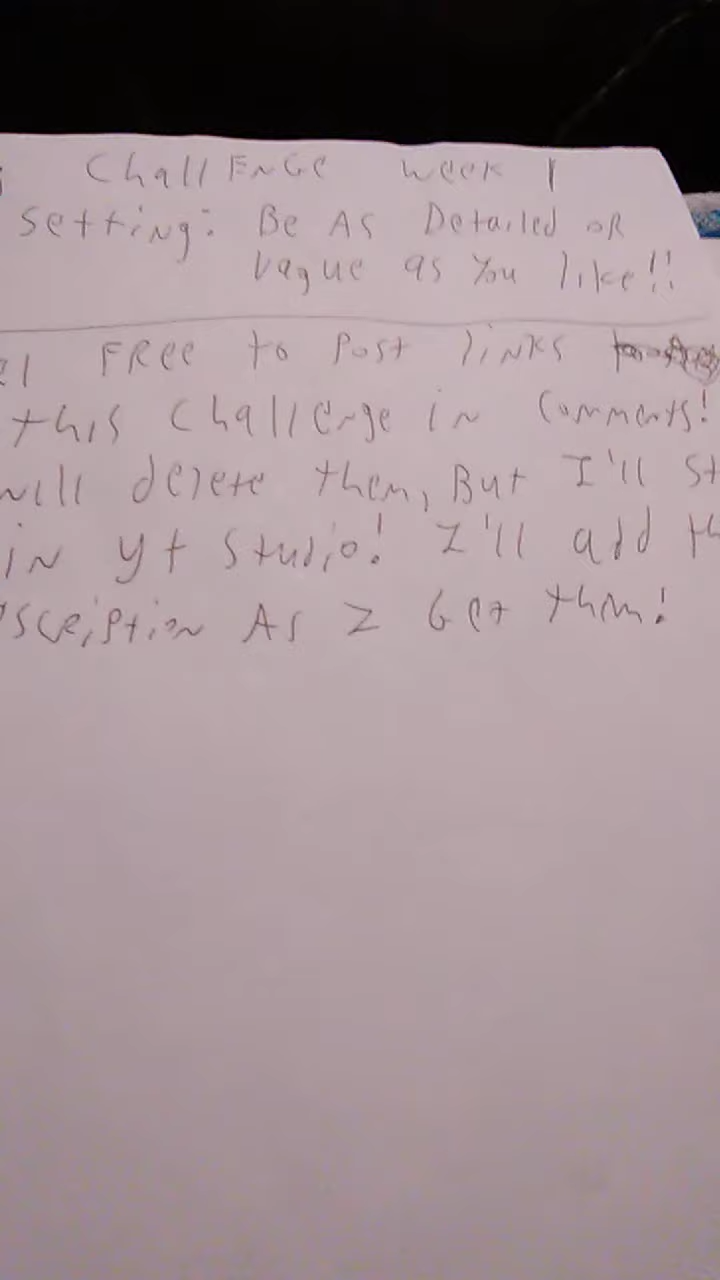 ChallENGE week 1
setting: BE AS Detailed oR
vague as You like!!
FREE to Post liNKS
this challenge iN Comments!
will delete them, But I'll
iN yt studio! I'll add
AS I Get them!